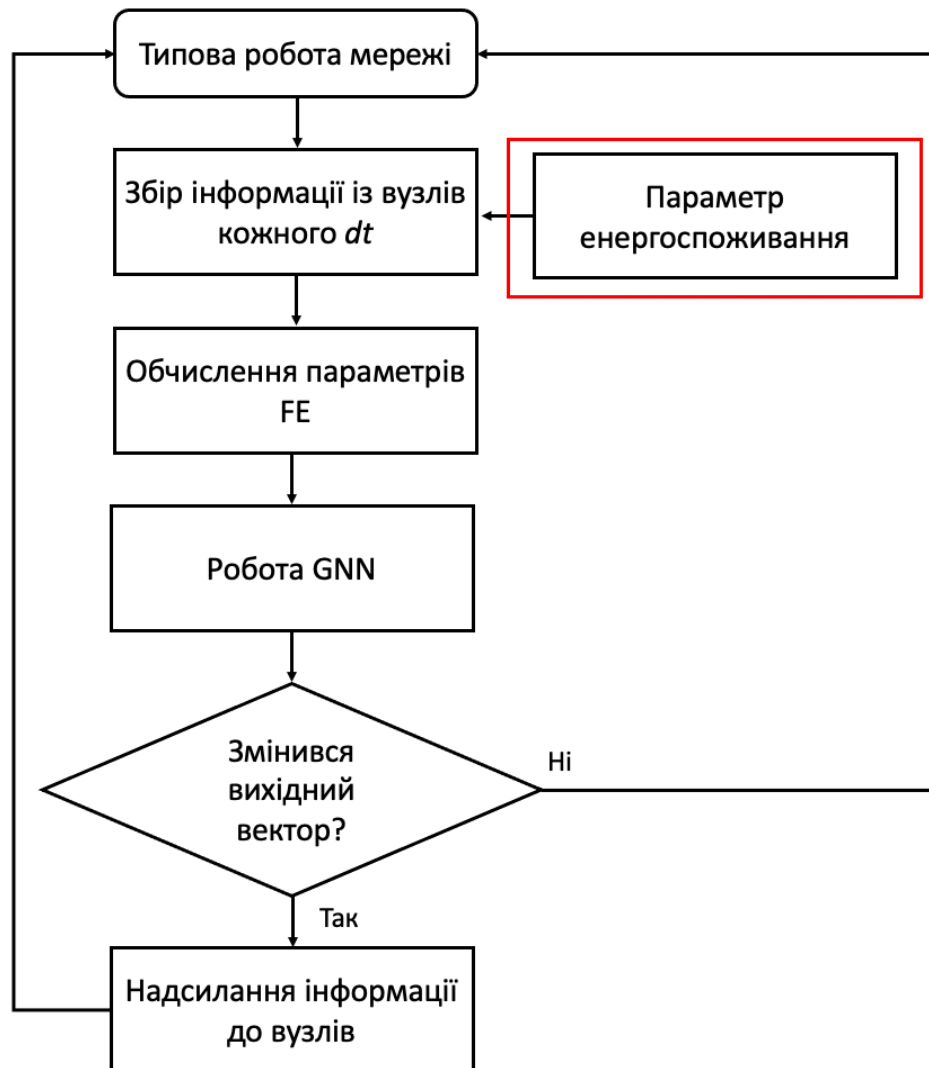 Типова робота мережі
Збір інформації із вузлів
кожного dt
Параметр
енергоспоживання
Обчислення параметрів
FE
Робота GNN
Змінився
вихідний
вектор?
Ні
Так
Надсилання інформації
до вузлів